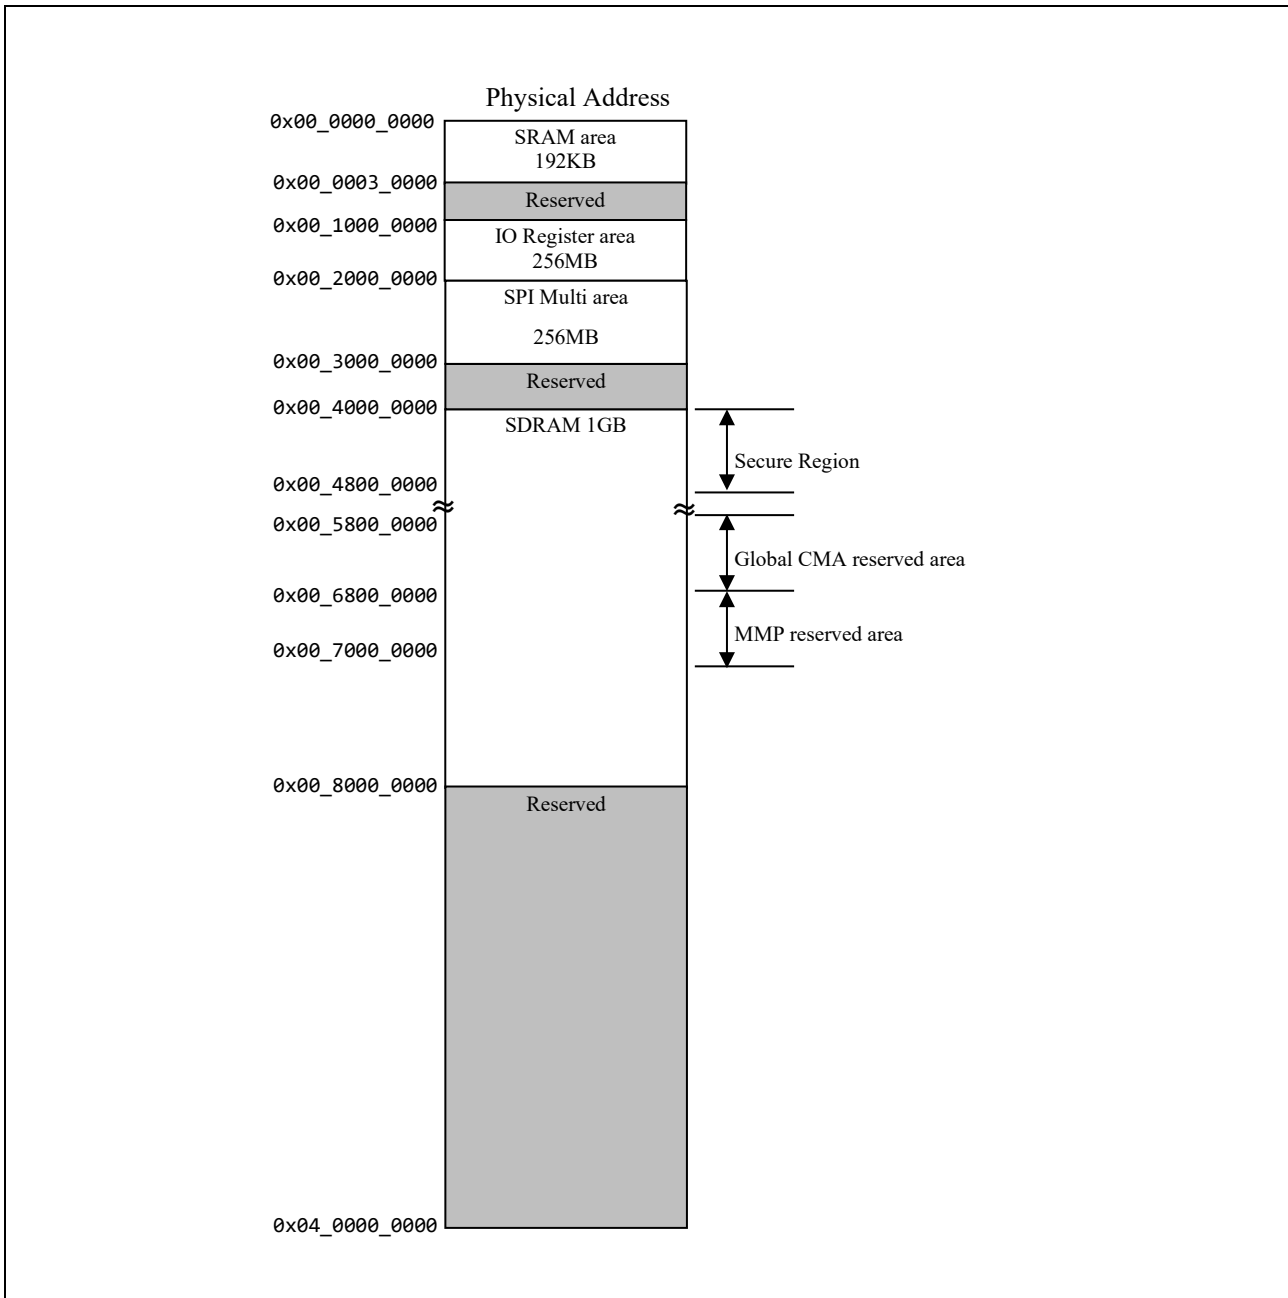 Physical Address
0x00_0000_0000
SRAM area
192KB
0x00_0003_0000
Reserved
0x00_1000_0000
IO Register area
256MB
0x00_2000_0000
SPI Multi area
256MB
0x00_3000_0000
Reserved
0x00_4000_0000
SDRAM 1GB
Secure Region
0x00_4800_0000
0x00_5800_0000
Global CMA reserved area
0x00_6800_0000
MMP reserved area
0x00_7000_0000
0x00_8000_0000
Reserved
0x04_0000_0000